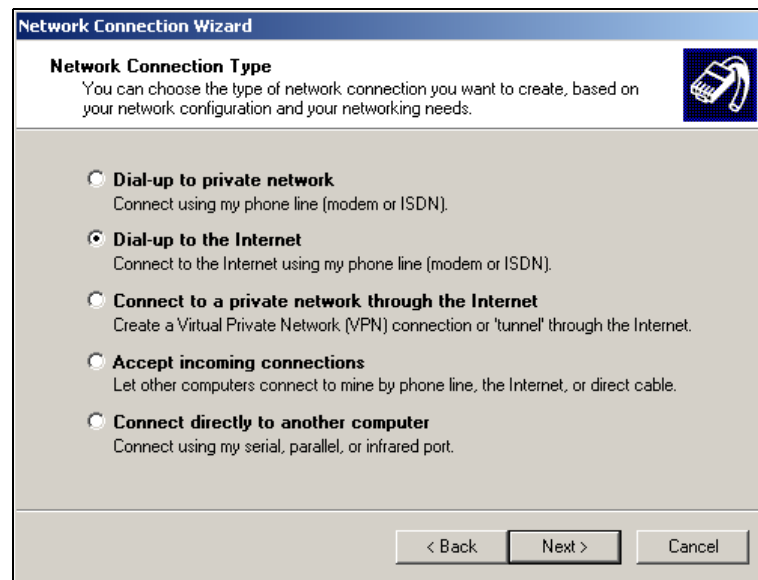 Network Connection Wizard
Network Connection Type
You can choose the type of network connection you want to create, based on
your network configuration and your networking needs.
Dial-up to private network
Connect using my phone line (modem or ISDN).
Dial-up to the Internet
Connect to the Internet using my phone line (modem or ISDN).
Connect to a private network through the Internet
Create a Virtual Private Network (VPN) connection or 'tunnel' through the Internet.
Accept incoming connections
Let other computers connect to mine by phone line, the Internet, or direct cable.
Connect directly to another computer
Connect using my serial, parallel, or infrared port.
< Back Next > Cancel